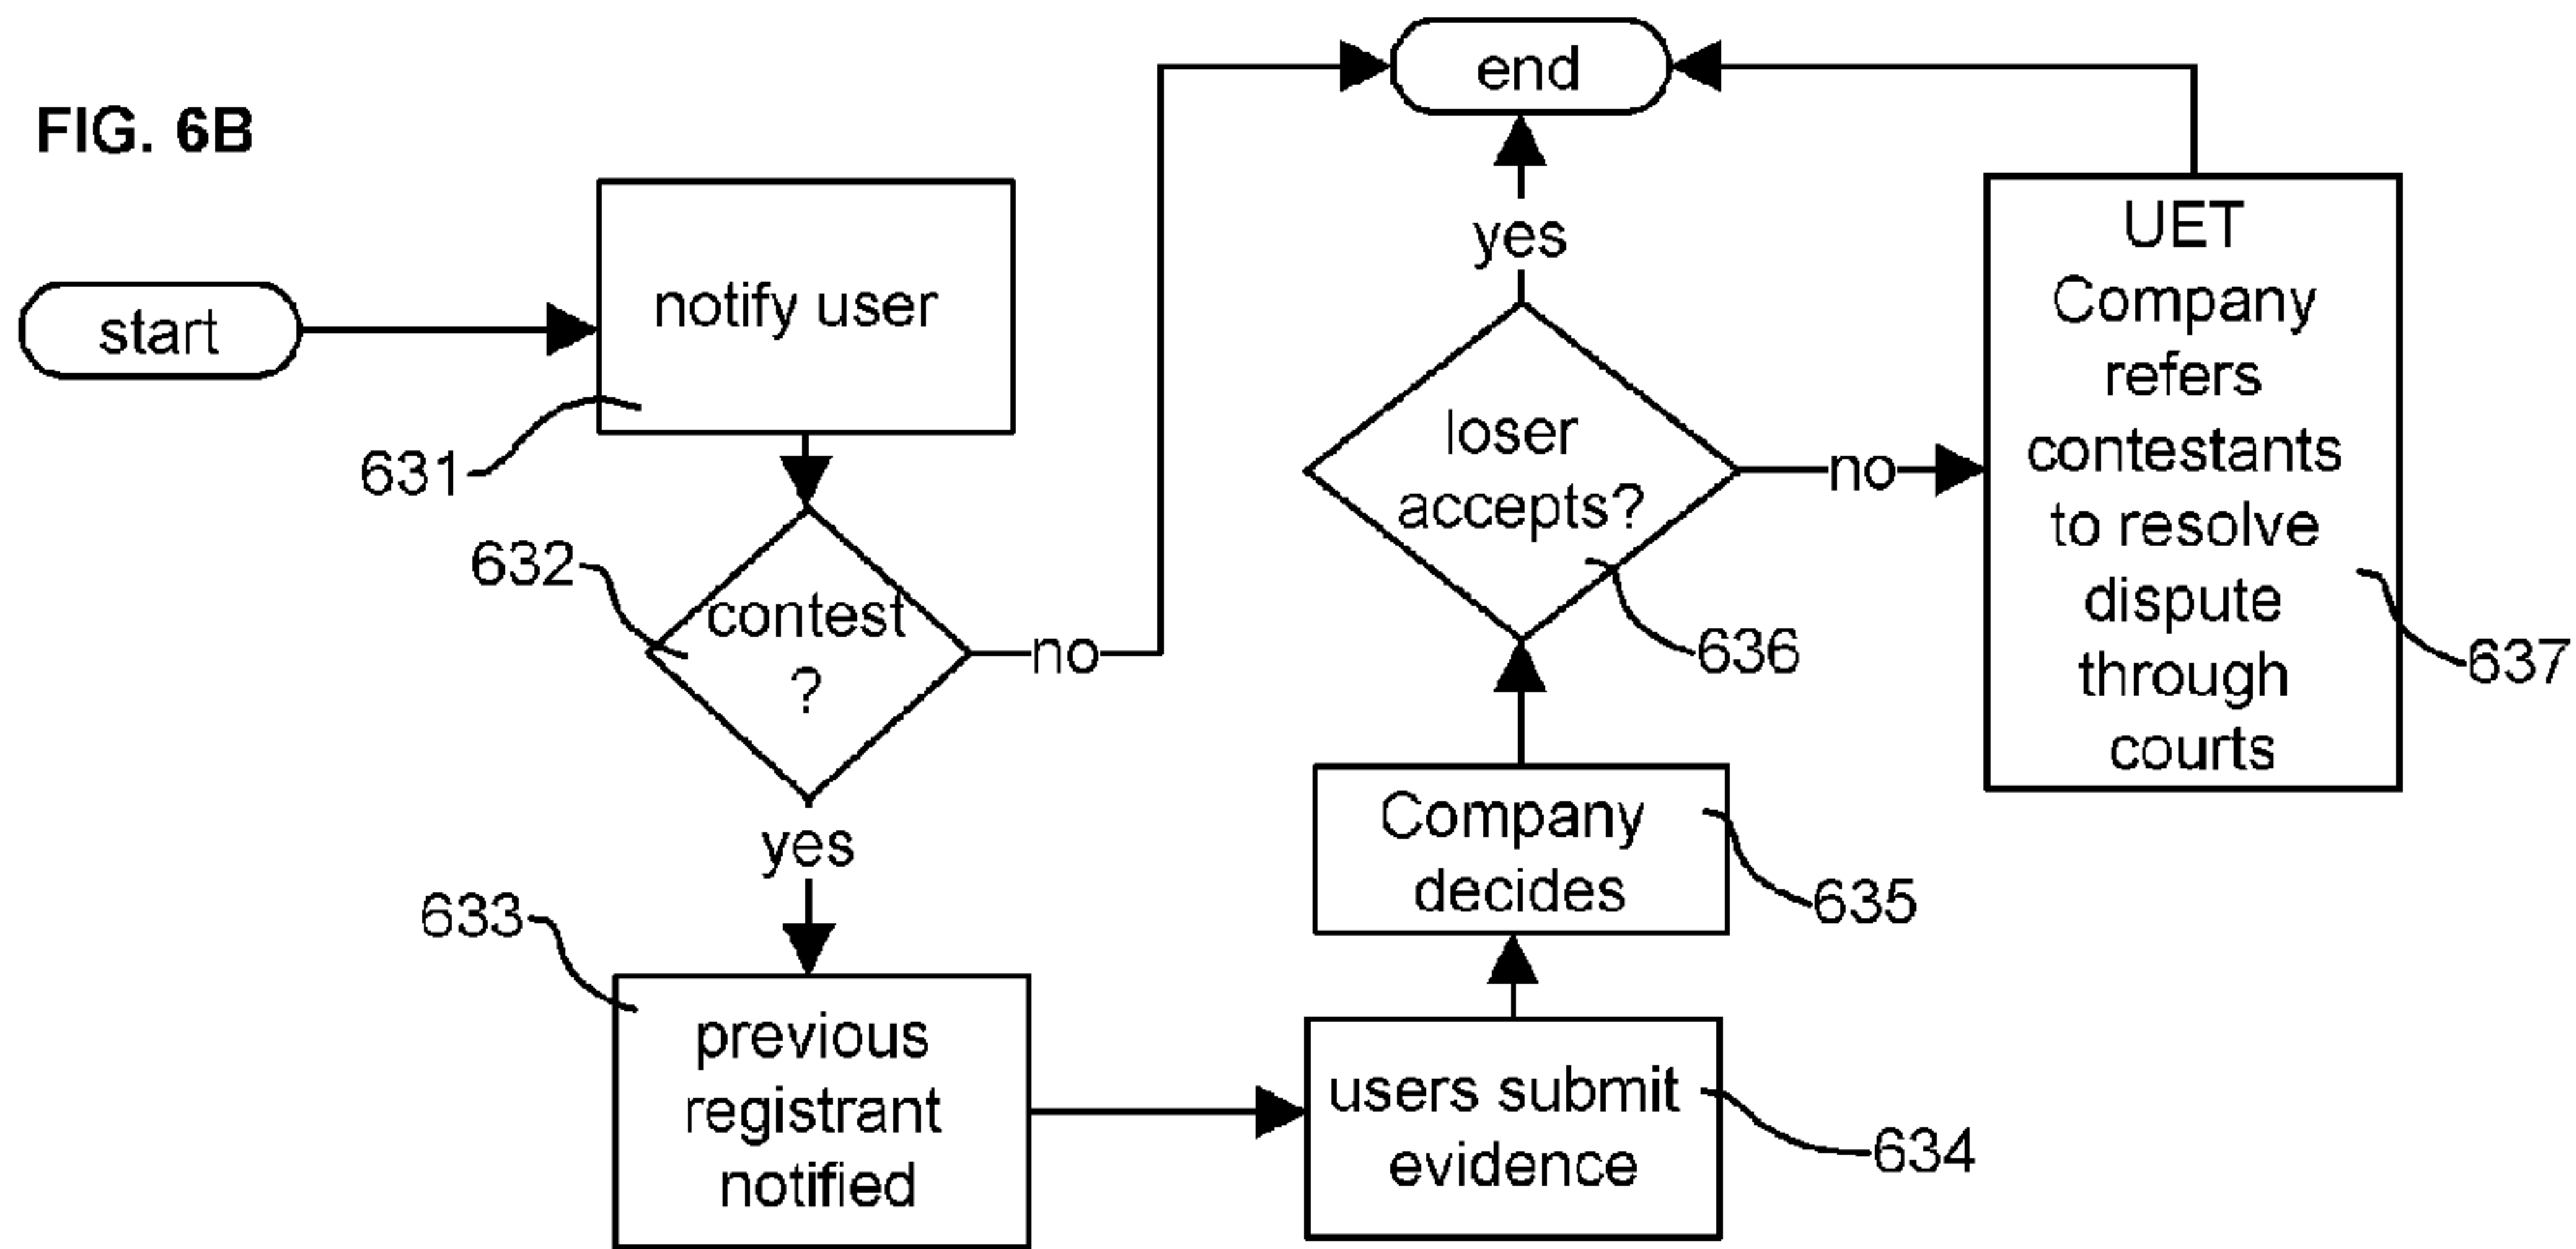 FIG. 6B
start
notify user
631
632
contest
?
no
yes
633
previous
registrant
notified
users submit
evidence
634
Company
decides
635
loser
accepts?
636
yes
end
no
UET
Company
refers
contestants
to resolve
dispute
through
courts
637